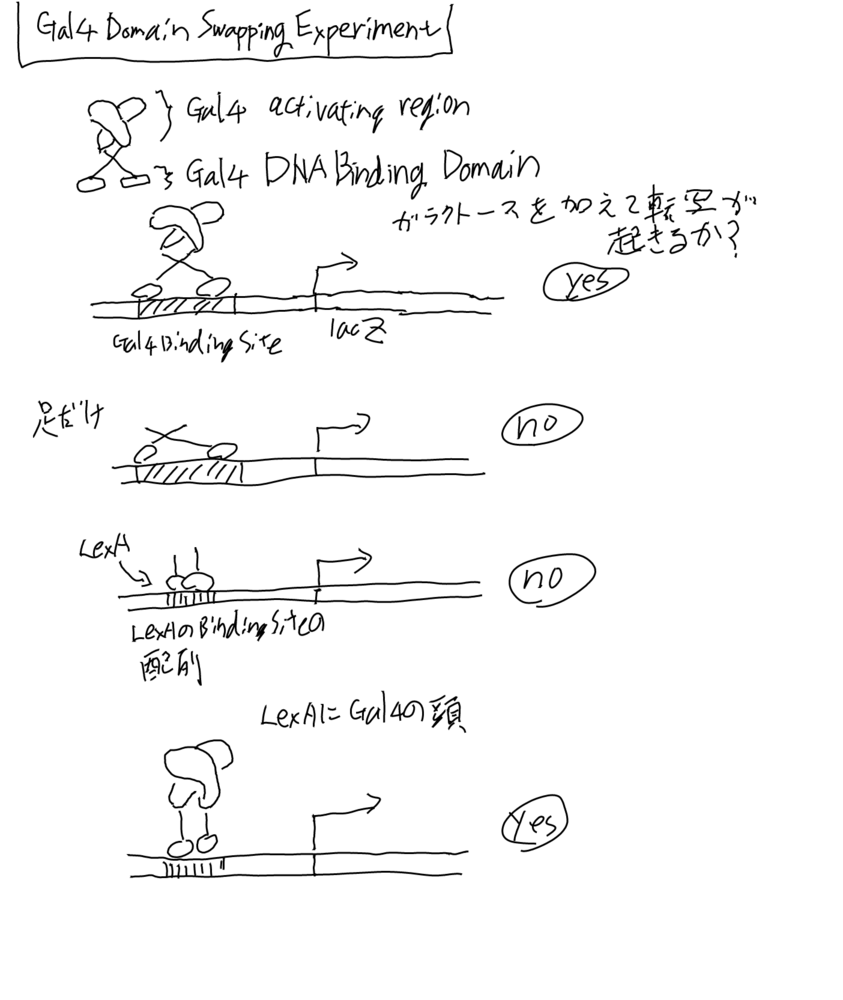 Gal4 Domain Swapping Experiment
Gal4 activating region
Gal4 DNA Binding Domain
ガラクトースを加えて転写が
起きるか?
yes
Gal4 Binding Site
lacZ
足だけ
no
LexA
no
LexAのBinding Siteの
配列
LexAに Gal4の頭
yes